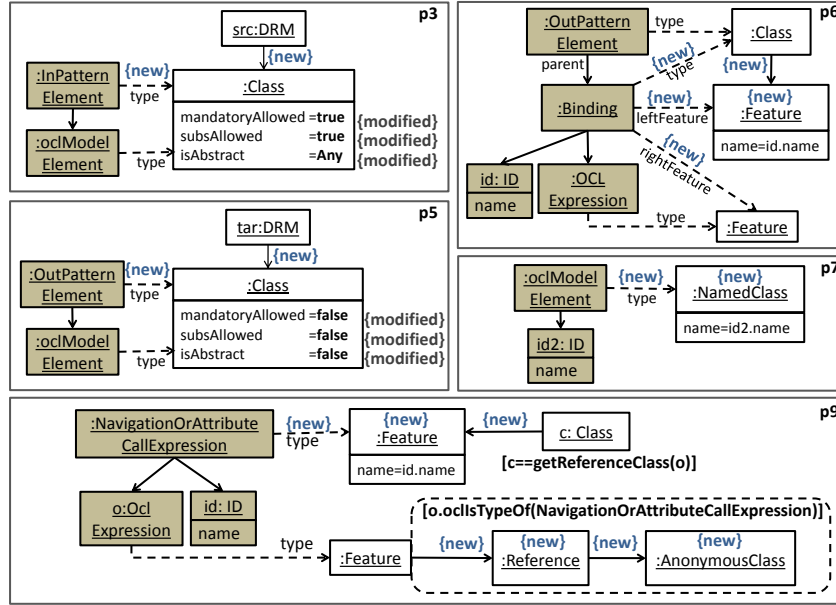 p3
src:DRM
{new}
:InPattern
Element
{new}
type
:Class
mandatoryAllowed =true {modified}
subsAllowed =true {modified}
isAbstract =Any {modified}
:oclModel
Element
type
p5
tar:DRM
{new}
:OutPattern
Element
{new}
type
:Class
mandatoryAllowed =false {modified}
subsAllowed =false {modified}
isAbstract =false {modified}
:oclModel
Element
type
p6
:OutPattern
Element
type
:Class
parent
{new}
type
{new}
:Binding
{new}
leftFeature
{new}
:Feature
name=id.name
{new}
rightFeature
id: ID
name
:OCL
Expression
type
:Feature
p7
:oclModel
Element
{new}
type
{new}
:NamedClass
name=id2.name
id2: ID
name
p9
:NavigationOrAttribute
CallExpression
{new}
type
{new}
:Feature
name=id.name
{new}
c: Class
[c==getReferenceClass(o)]
o:Ocl
Expression
id: ID
name
[o.oclIsTypeOf(NavigationOrAttributeCallExpression)]
type
:Feature
{new}
{new}
:Reference
{new}
{new}
:AnonymousClass